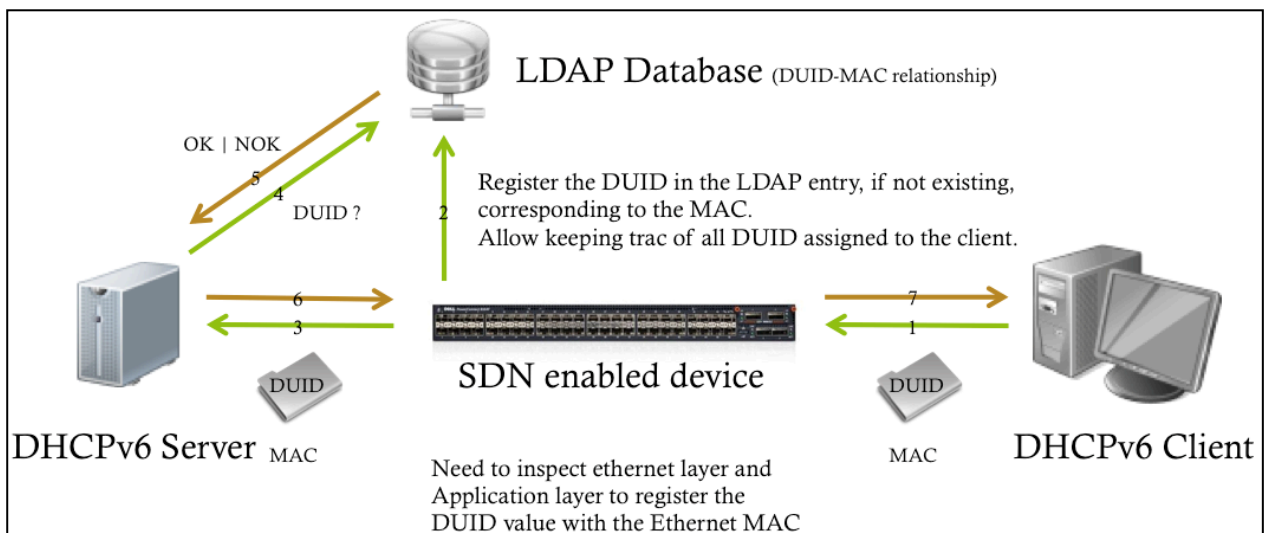 LDAP Database (DUID-MAC relationship)
OK | NOK
5
4
DUID ?
2
Register the DUID in the LDAP entry, if not existing,
corresponding to the MAC.
Allow keeping trac of all DUID assigned to the client.
6
3
7
1
DUID
MAC
SDN enabled device
DUID
MAC
DHCPv6 Server
DHCPv6 Client
Need to inspect ethernet layer and
Application layer to register the
DUID value with the Ethernet MAC